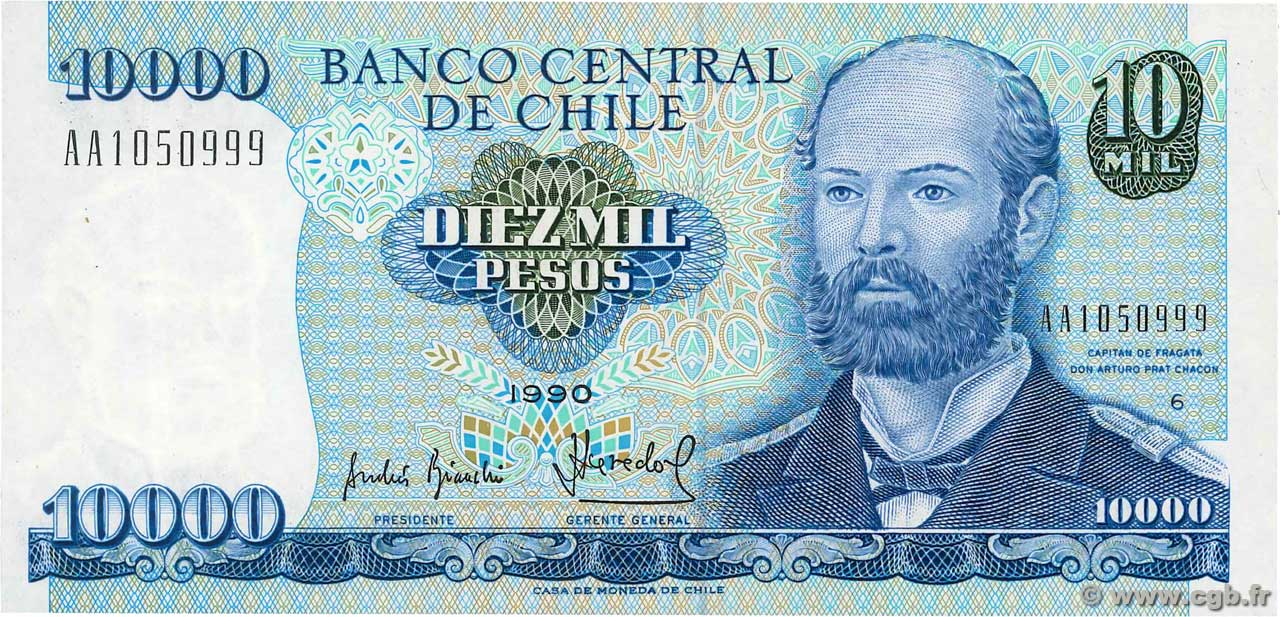 10000
BANCO CENTRAL
DE CHILE
10
MIL
AA1050999
DIEZ MIL
PESOS
AA1050999
CAPITAN DE FRAGATA
DON ARTURO PRAT CHACON
6
1990
Andrés Bianchi
10000
PRESIDENTE
GERENTE GENERAL
10000
CASA DE MONEDA DE CHILE
© www.cgb.fr